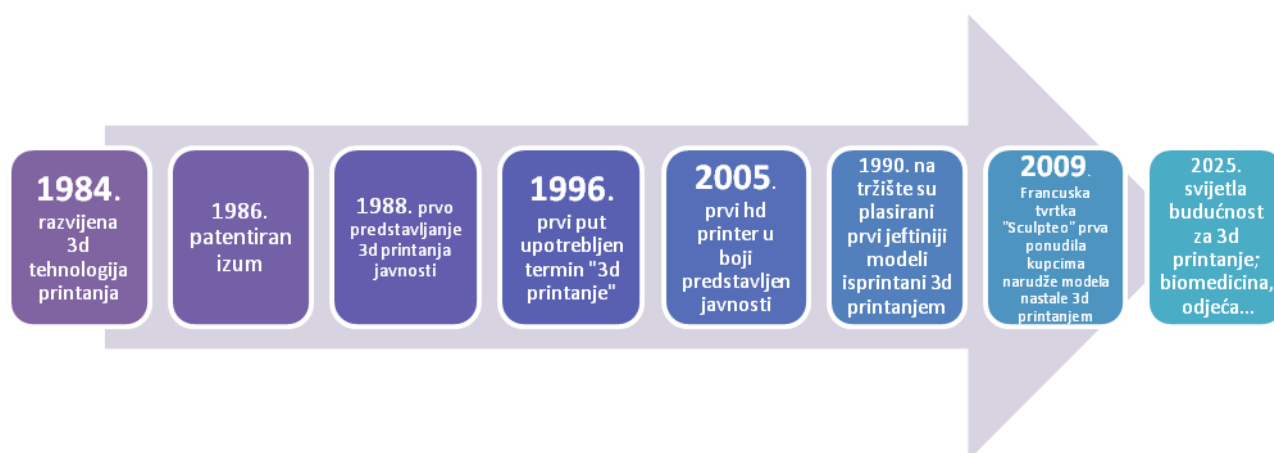 1984.
razvijena
3d
tehnologija
printanja
1986.
patentiran
izum
1988. prvo
predstavljanje
3d printanja
javnosti
1996.
prvi put
upotrebljen
termin "3d
printanje"
2005.
prvi hd
printer u
boji
predstavljen
javnosti
1990. na
tržište su
plasirani
prvi jeftiniji
modeli
isprintani 3d
printanjem
2009.
Francuska
tvrtka
"Sculpteo" prva
ponudila
kupcima
narudže modela
nastale 3d
printanjem
2025.
svijetla
budućnost
za 3d
printanje;
biomedicina,
odjeća...